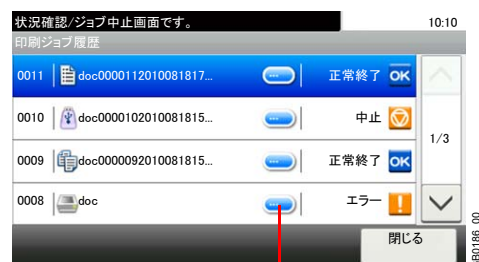 状況確認/ジョブ中止画面です。 10:10
印刷ジョブ履歴
0011 doc0000112010081817... 正常終了 OK
0010 doc0000102010081815... 中止
0009 doc0000092010081815... 正常終了 OK
0008 doc エラー !
1/3
閉じる